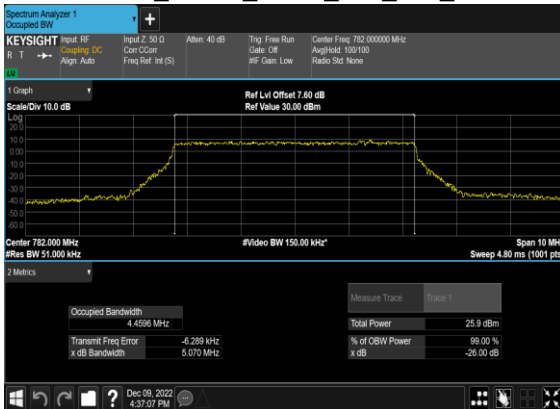 Spectrum Analyzer 1
Occupied BW
KEYSIGHT
R T
Input: RF
Coupling: DC
Align: Auto
Input Z: 50 Ω
Corr CCorr
Freq Ref: Int (S)
Atten: 40 dB
Trig: Free Run
Gate: Off
#IF Gain: Low
Center Freq: 782.000000 MHz
Avg|Hold: 100/100
Radio Std: None
1 Graph
Scale/Div 10.0 dB
Ref Lvl Offset 7.60 dB
Ref Value 30.00 dBm
Log
20.0
10.0
0.00
-10.0
-20.0
-30.0
-40.0
-50.0
-60.0
Center 782.000 MHz
#Res BW 51.000 kHz
#Video BW 150.00 kHz*
Span 10 MH
Sweep 4.80 ms (1001 pts
2 Metrics
Measure Trace
Trace 1
Occupied Bandwidth
4.4596 MHz
Total Power
25.9 dBm
Transmit Freq Error
-6.289 kHz
% of OBW Power
99.00 %
x dB Bandwidth
5.070 MHz
x dB
-26.00 dB
?
Dec 09, 2022
4:37:07 PM